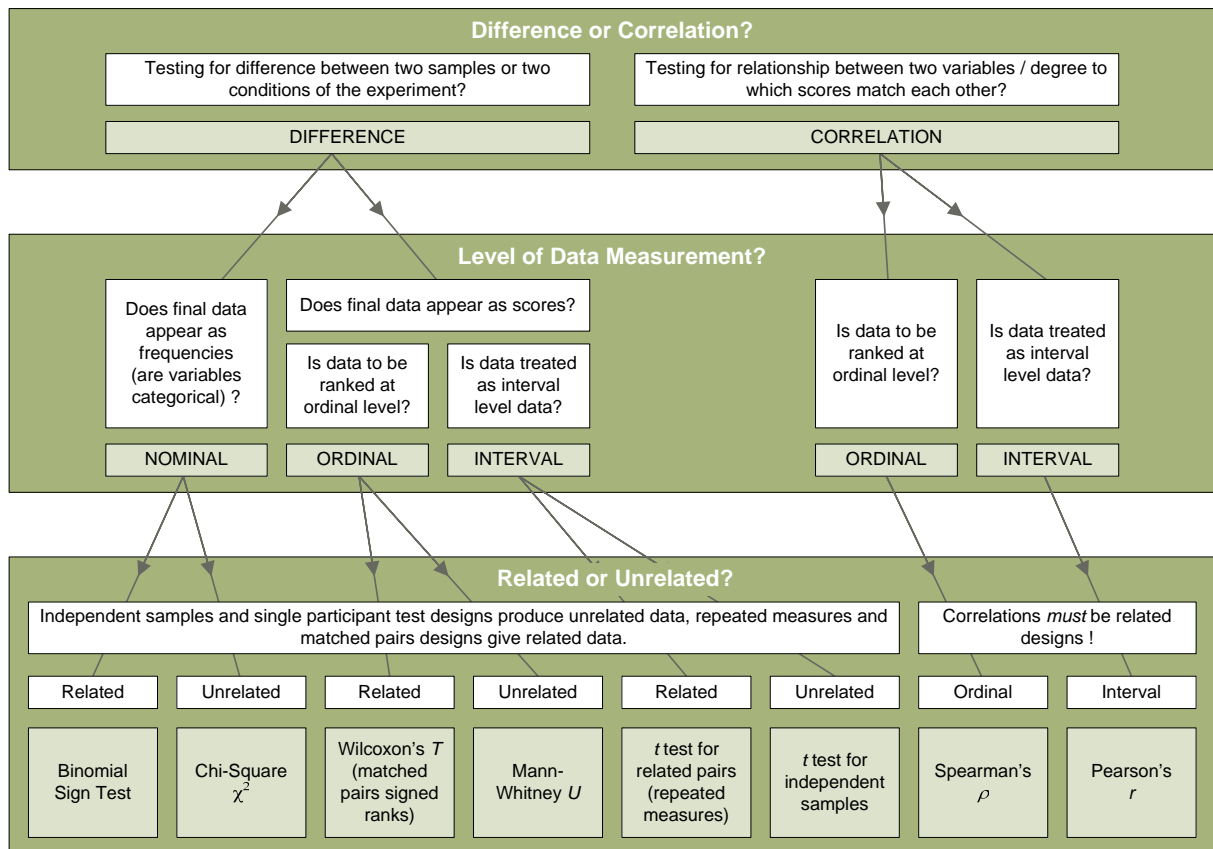 Difference or Correlation?
Testing for difference between two samples or two
conditions of the experiment?
Testing for relationship between two variables / degree to
which scores match each other?
DIFFERENCE
CORRELATION
Level of Data Measurement?
Does final data
appear as
frequencies
(are variables
categorical) ?
Does final data appear as scores?
Is data to be
ranked at
ordinal level?
Is data treated
as interval
level data?
Is data to be
ranked at
ordinal level?
Is data treated
as interval
level data?
NOMINAL
ORDINAL
INTERVAL
ORDINAL
INTERVAL
Related or Unrelated?
Independent samples and single participant test designs produce unrelated data, repeated measures and
matched pairs designs give related data.
Correlations must be related
designs !
Related
Unrelated
Related
Unrelated
Related
Unrelated
Ordinal
Interval
Binomial
Sign Test
Chi-Square
χ²
Wilcoxon's T
(matched
pairs signed
ranks)
Mann-
Whitney U
t test for
related pairs
(repeated
measures)
t test for
independent
samples
Spearman's
ρ
Pearson's
r